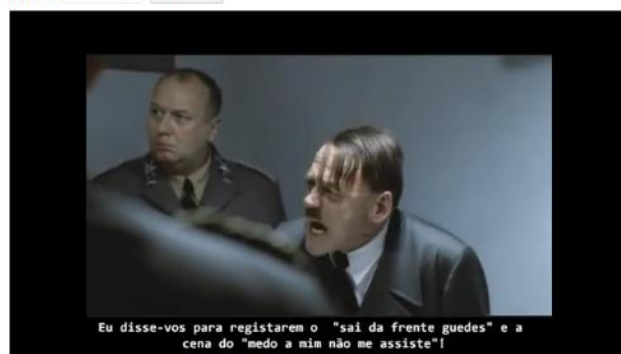 Eu disse-vos para registarem o "sai da frente guedes" e a
cena do "medo a mim não me assiste"!